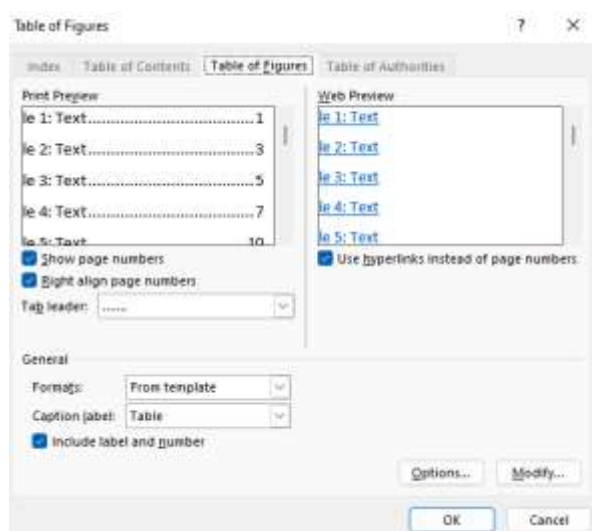 Table of Figures ? ×
Index Table of Contents Table of Figures Table of Authorities
Print Preview
le 1: Text.......................................1
le 2: Text.......................................3
le 3: Text.......................................5
le 4: Text.......................................7
le 5: Text.......................................10
Show page numbers
Right align page numbers
Tab leader: ......
Web Preview
le 1: Text
le 2: Text
le 3: Text
le 4: Text
le 5: Text
Use hyperlinks instead of page numbers
General
Formats: From template
Caption label: Table
Include label and number
Options... Modify...
OK Cancel